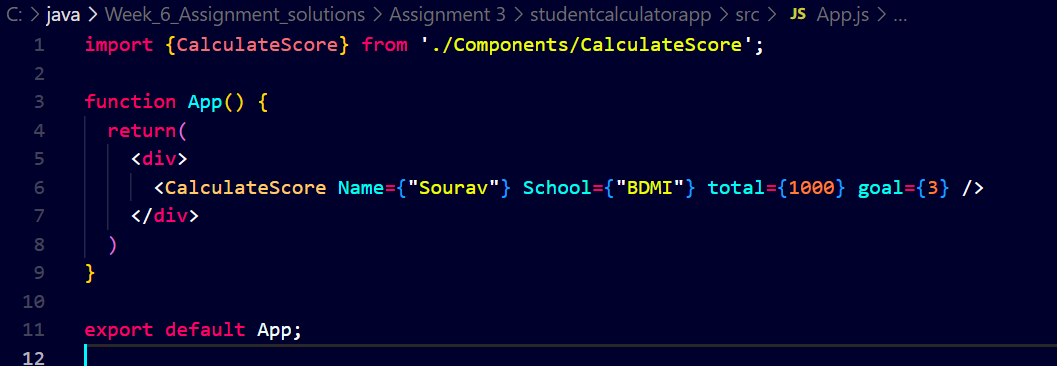 C: > java > Week_6_Assignment_solutions > Assignment 3 > studentcalculatorapp > src > JS App.js > ...
1 import {CalculateScore} from './Components/CalculateScore';
2
3 function App() {
4 return(
5 <div>
6 <CalculateScore Name={"Sourav"} School={"BDMI"} total={1000} goal={3} />
7 </div>
8 )
9 }
10
11 export default App;
12